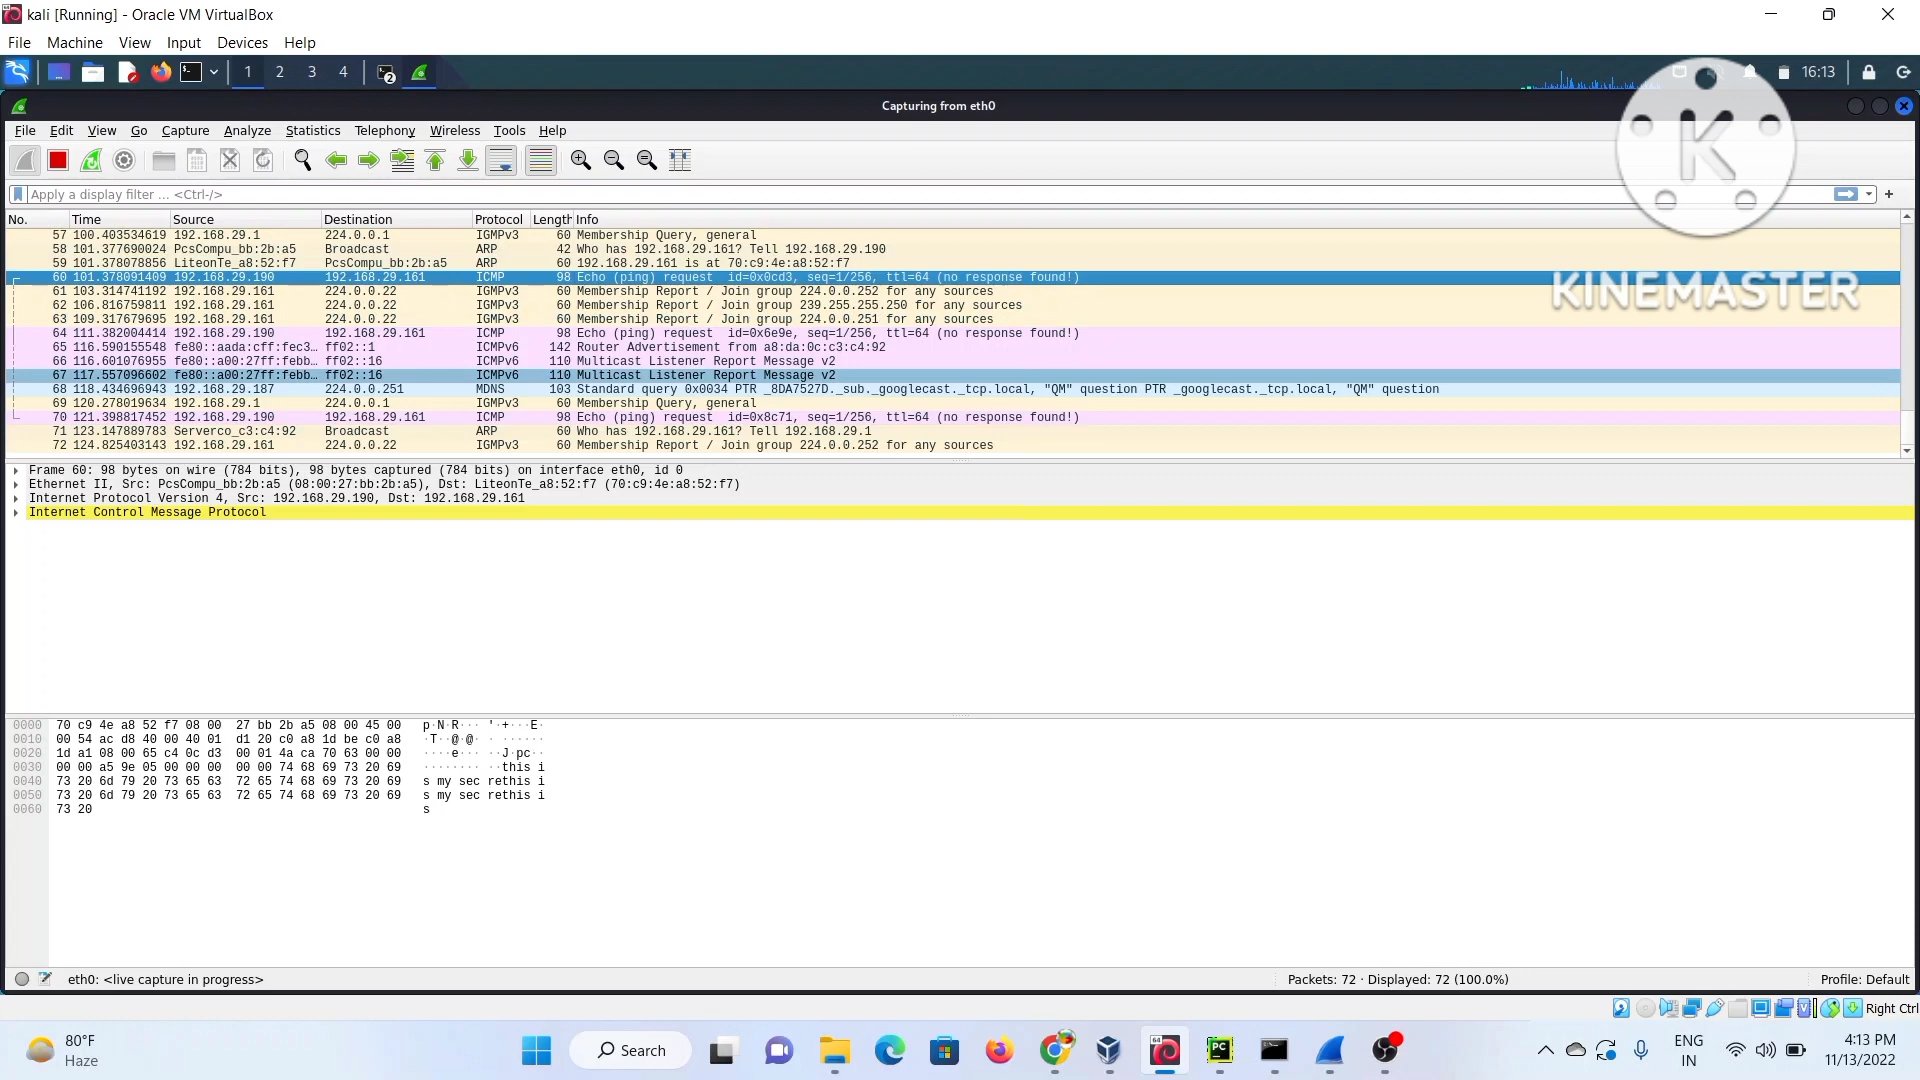 kali [Running] - Oracle VM VirtualBox
File Machine View Input Devices Help
1 2 3 4 2 16:13
Capturing from eth0
File Edit View Go Capture Analyze Statistics Telephony Wireless Tools Help
Apply a display filter ... <Ctrl-/> +
K
KINEMASTER
No. Time Source Destination Protocol Length Info
57 100.403534619 192.168.29.1 224.0.0.1 IGMPv3 60 Membership Query, general
58 101.377690024 PcsCompu_bb:2b:a5 Broadcast ARP 42 Who has 192.168.29.161? Tell 192.168.29.190
59 101.378078856 LiteonTe_a8:52:f7 PcsCompu_bb:2b:a5 ARP 60 192.168.29.161 is at 70:c9:4e:a8:52:f7
60 101.378091409 192.168.29.190 192.168.29.161 ICMP 98 Echo (ping) request id=0x0cd3, seq=1/256, ttl=64 (no response found!)
61 103.314741192 192.168.29.161 224.0.0.22 IGMPv3 60 Membership Report / Join group 224.0.0.252 for any sources
62 106.816759811 192.168.29.161 224.0.0.22 IGMPv3 60 Membership Report / Join group 239.255.255.250 for any sources
63 109.317679695 192.168.29.161 224.0.0.22 IGMPv3 60 Membership Report / Join group 224.0.0.251 for any sources
64 111.382004414 192.168.29.190 192.168.29.161 ICMP 98 Echo (ping) request id=0x6e9e, seq=1/256, ttl=64 (no response found!)
65 116.590155548 fe80::aada:cff:fec3… ff02::1 ICMPv6 142 Router Advertisement from a8:da:0c:c3:c4:92
66 116.601076955 fe80::a00:27ff:febb… ff02::16 ICMPv6 110 Multicast Listener Report Message v2
67 117.557096602 fe80::a00:27ff:febb… ff02::16 ICMPv6 110 Multicast Listener Report Message v2
68 118.434696943 192.168.29.187 224.0.0.251 MDNS 103 Standard query 0x0034 PTR _8DA7527D._sub._googlecast._tcp.local, "QM" question PTR _googlecast._tcp.local, "QM" question
69 120.278019634 192.168.29.1 224.0.0.1 IGMPv3 60 Membership Query, general
70 121.398817452 192.168.29.190 192.168.29.161 ICMP 98 Echo (ping) request id=0x8c71, seq=1/256, ttl=64 (no response found!)
71 123.147889783 Serverco_c3:c4:92 Broadcast ARP 60 Who has 192.168.29.161? Tell 192.168.29.1
72 124.825403143 192.168.29.161 224.0.0.22 IGMPv3 60 Membership Report / Join group 224.0.0.252 for any sources
Frame 60: 98 bytes on wire (784 bits), 98 bytes captured (784 bits) on interface eth0, id 0
Ethernet II, Src: PcsCompu_bb:2b:a5 (08:00:27:bb:2b:a5), Dst: LiteonTe_a8:52:f7 (70:c9:4e:a8:52:f7)
Internet Protocol Version 4, Src: 192.168.29.190, Dst: 192.168.29.161
Internet Control Message Protocol
0000 70 c9 4e a8 52 f7 08 00 27 bb 2b a5 08 00 45 00 p·N·R··· '·+···E·
0010 00 54 ac d8 40 00 40 01 d1 20 c0 a8 1d be c0 a8 ·T··@·@· · ······
0020 1d a1 08 00 65 c4 0c d3 00 01 4a ca 70 63 00 00 ····e··· ··J·pc··
0030 00 00 a5 9e 05 00 00 00 00 00 74 68 69 73 20 69 ········ ··this i
0040 73 20 6d 79 20 73 65 63 72 65 74 68 69 73 20 69 s my sec rethis i
0050 73 20 6d 79 20 73 65 63 72 65 74 68 69 73 20 69 s my sec rethis i
0060 73 20 s
eth0: <live capture in progress> Packets: 72 · Displayed: 72 (100.0%) Profile: Default
Right Ctrl
80°F
Haze
Search
64
PC
ENG
IN
4:13 PM
11/13/2022